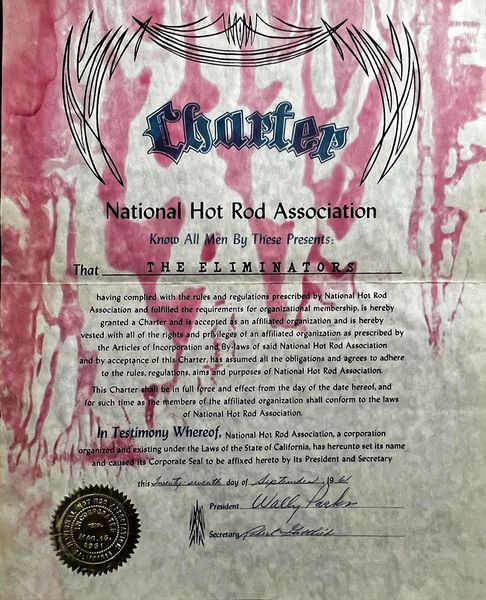 Charter
National Hot Rod Association
Know All Men By These Presents:
That THE ELIMINATORS
having complied with the rules and regulations prescribed by National Hot Rod
Association and fulfilled the requirements for organizational membership, is hereby
granted a Charter and is accepted as an affiliated organization and is hereby
vested with all of the rights and privileges of an affiliated organization as prescribed by
the Articles of Incorporation and By-laws of said National Hot Rod Association
and by acceptance of this Charter, has assumed all the obligations and agrees to adhere
to the rules, regulations, aims and purposes of National Hot Rod Association.
This Charter shall be in full force and effect from the day of the date hereof, and
for such time as the members of the affiliated organization shall conform to the laws
of National Hot Rod Association.
In Testimony Whereof, National Hot Rod Association, a corporation
organized and existing under the Laws of the State of California, has hereunto set its name
and caused its Corporate Seal to be affixed hereto by its President and Secretary
this Twenty-seventh day of September, 1961
President Wally Parks
Secretary Robert
NATIONAL HOT ROD ASSOCIATION
INCORPORATED
1951
CALIFORNIA